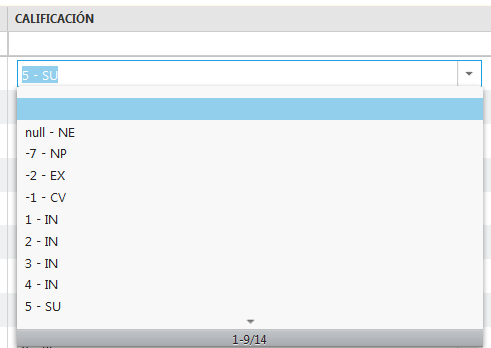 CALIFICACIÓN
5 - SU
null - NE
-7 - NP
-2 - EX
-1 - CV
1 - IN
2 - IN
3 - IN
4 - IN
5 - SU
1-9/14